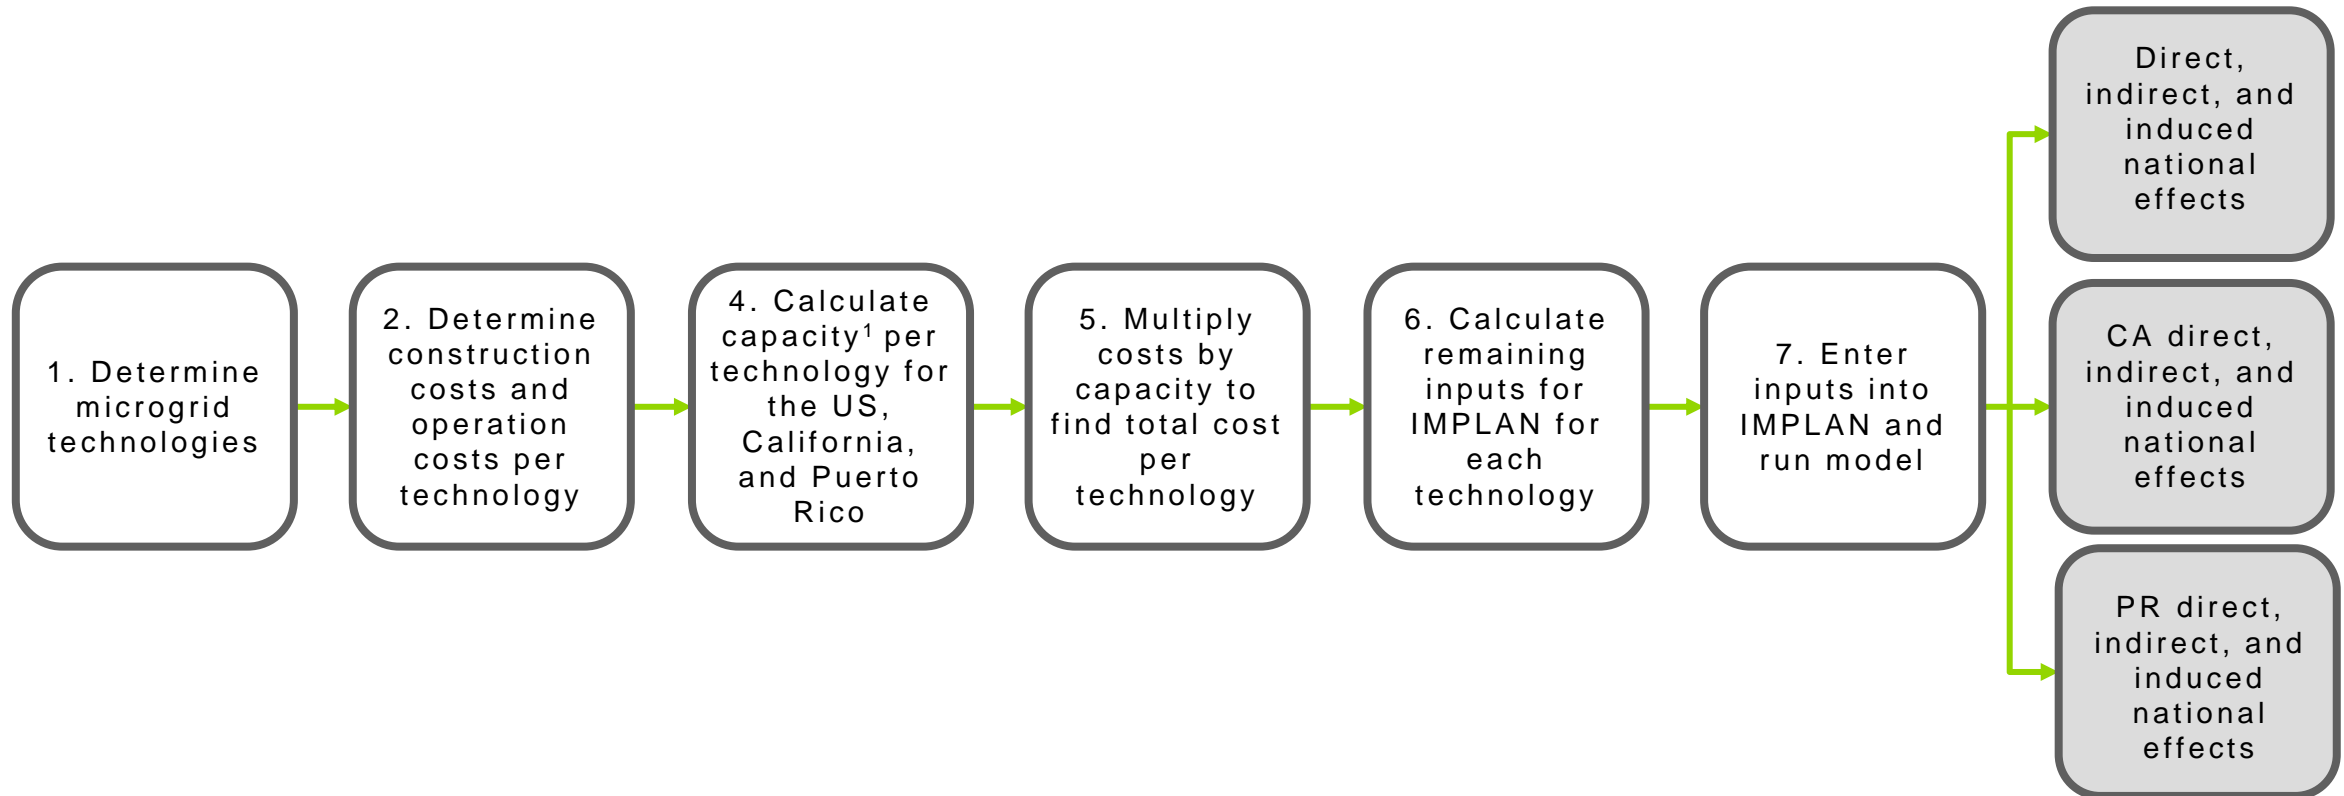 1. Determine
microgrid
technologies
2. Determine
construction
costs and
operation
costs per
technology
4. Calculate
capacity¹ per
technology for
the US,
California,
and Puerto
Rico
5. Multiply
costs by
capacity to
find total cost
per
technology
6. Calculate
remaining
inputs for
IMPLAN for
each
technology
7. Enter
inputs into
IMPLAN and
run model
Direct,
indirect, and
induced
national
effects
CA direct,
indirect, and
induced
national
effects
PR direct,
indirect, and
induced
national
effects